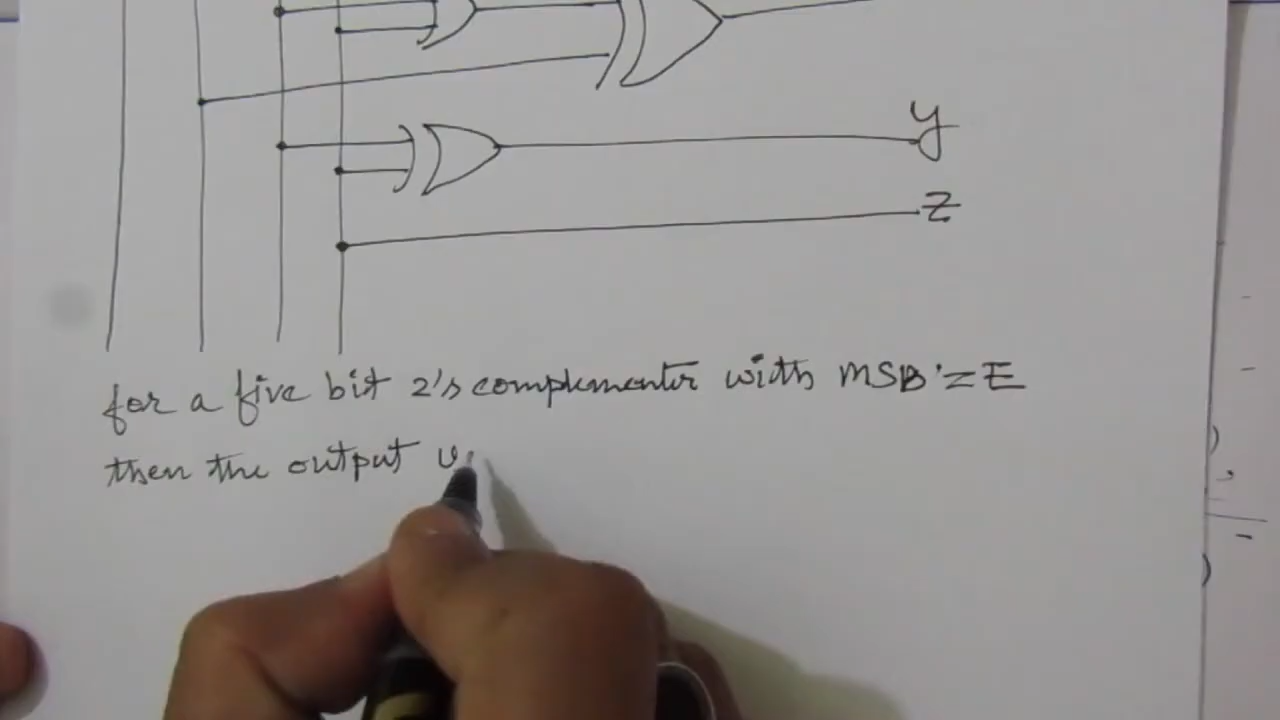 y
z
for a five bit 2's complementer with MSB = E
then the output v